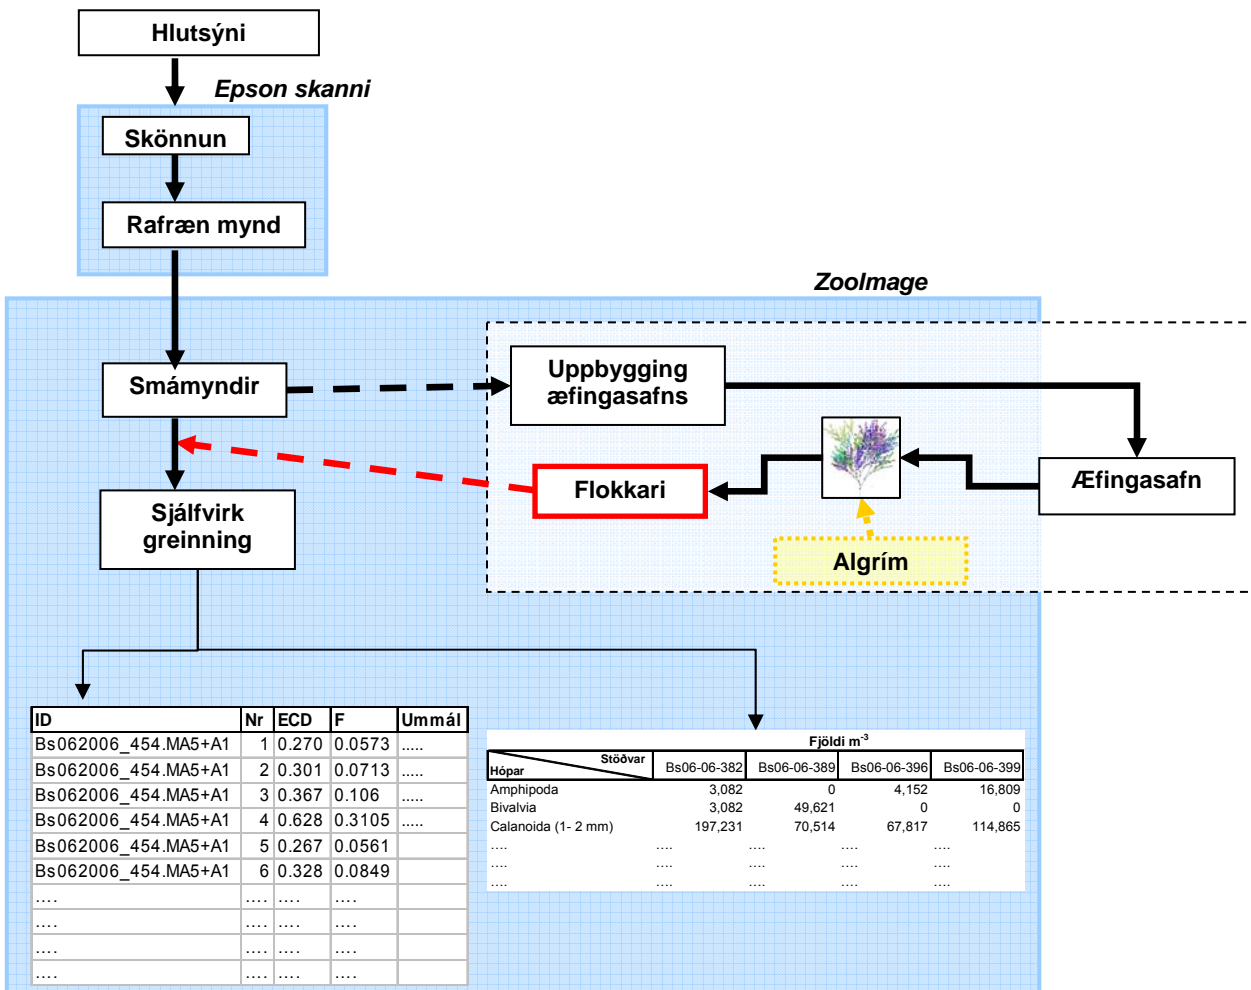 Hlutsýni
Epson skanni
Skönnun
Rafræn mynd
ZooImage
Smámyndir
Uppbygging
æfingasafns
Æfingasafn
Flokkari
Algrím
Sjálfvirk
greinning
ID Nr ECD F Ummál
Bs062006_454.MA5+A1 1 0.270 0.0573 .....
Bs062006_454.MA5+A1 2 0.301 0.0713 .....
Bs062006_454.MA5+A1 3 0.367 0.106 .....
Bs062006_454.MA5+A1 4 0.628 0.3105 .....
Bs062006_454.MA5+A1 5 0.267 0.0561
Bs062006_454.MA5+A1 6 0.328 0.0849
.... .... .... ....
.... .... .... ....
.... .... .... ....
.... .... .... ....
Fjöldi m-3
Stöðvar
Hópar Bs06-06-382 Bs06-06-389 Bs06-06-396 Bs06-06-399
Amphipoda 3,082 0 4,152 16,809
Bivalvia 3,082 49,621 0 0
Calanoida (1- 2 mm) 197,231 70,514 67,817 114,865
.... .... .... .... ....
.... .... .... .... ....
.... .... .... .... ....